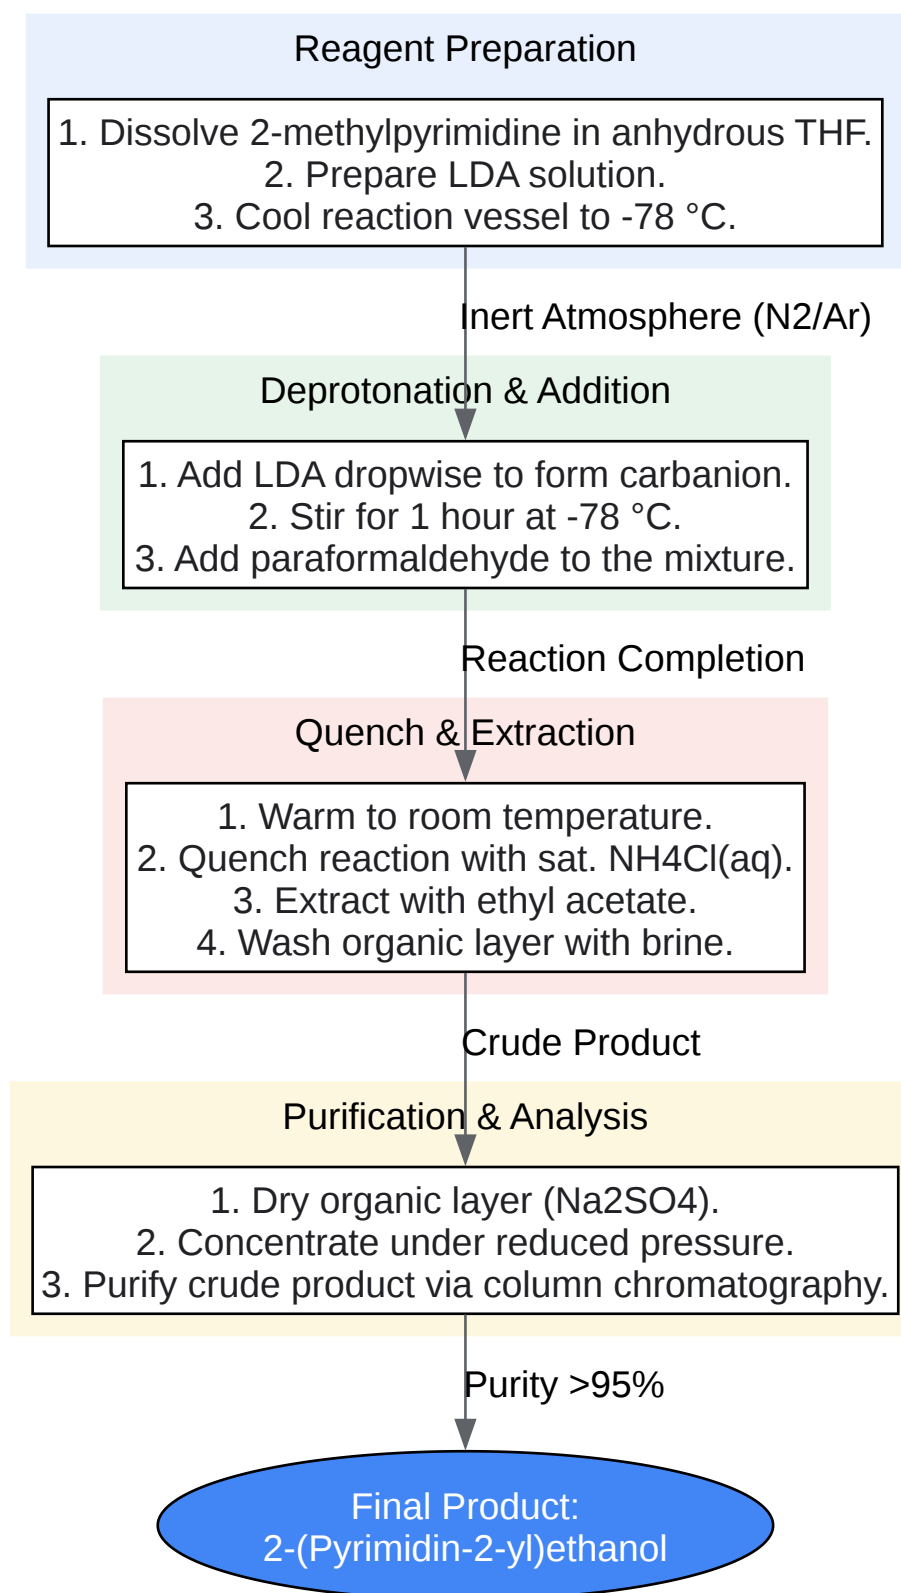 Reagent Preparation
1. Dissolve 2-methylpyrimidine in anhydrous THF.
2. Prepare LDA solution.
3. Cool reaction vessel to -78 °C.
Inert Atmosphere (N2/Ar)
Deprotonation & Addition
1. Add LDA dropwise to form carbanion.
2. Stir for 1 hour at -78 °C.
3. Add paraformaldehyde to the mixture.
Reaction Completion
Quench & Extraction
1. Warm to room temperature.
2. Quench reaction with sat. NH4Cl(aq).
3. Extract with ethyl acetate.
4. Wash organic layer with brine.
Crude Product
Purification & Analysis
1. Dry organic layer (Na2SO4).
2. Concentrate under reduced pressure.
3. Purify crude product via column chromatography.
Purity >95%
Final Product:
2-(Pyrimidin-2-yl)ethanol